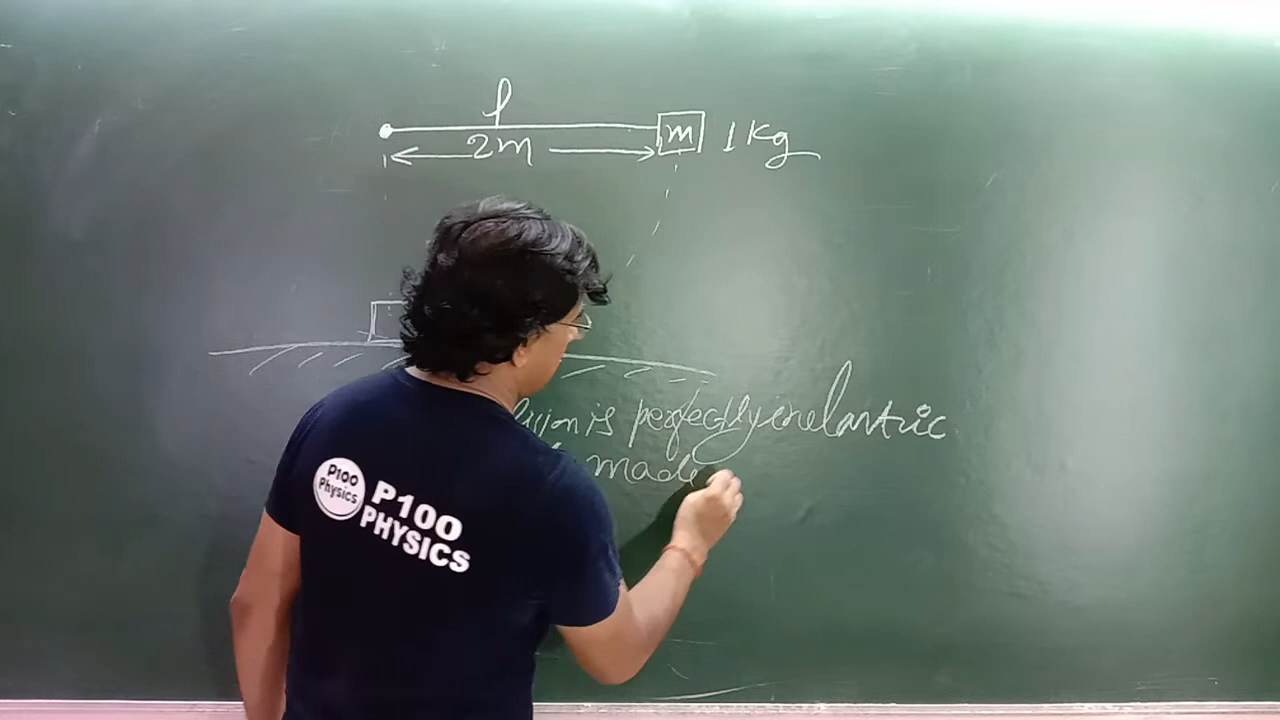 l
2m
m 1 Kg
is perfectly inelastic
made
P100
Physics
P100
PHYSICS